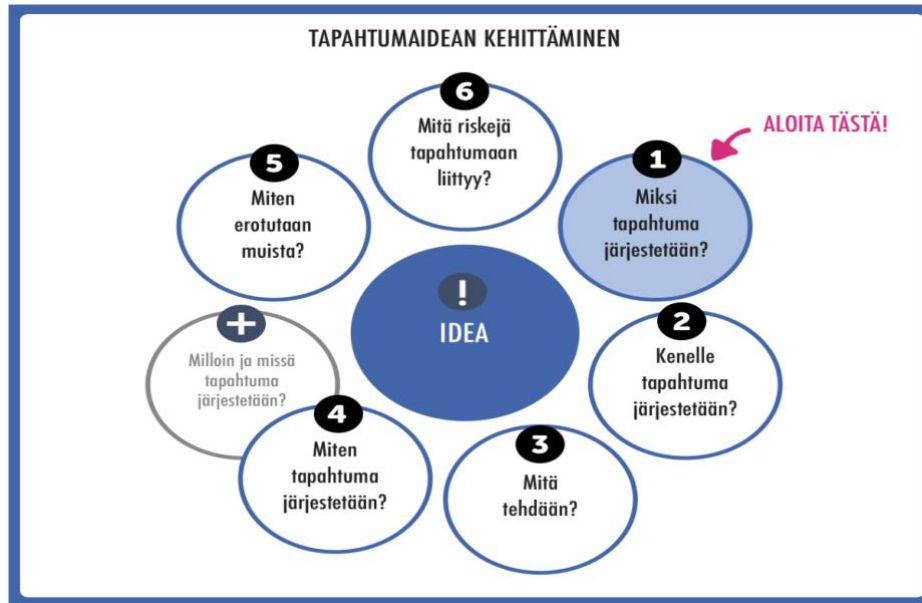 TAPAHTUMAIDEAN KEHITTÄMINEN
ALOITA TÄSTÄ!
1
Miksi
tapahtuma
järjestetään?
2
Kenelle
tapahtuma
järjestetään?
3
Mitä
tehdään?
4
Miten
tapahtuma
järjestetään?
+
Milloin ja missä
tapahtuma
järjestetään?
5
Miten
erotutaan
muista?
6
Mitä riskejä
tapahtumaan
liittyy?
!
IDEA